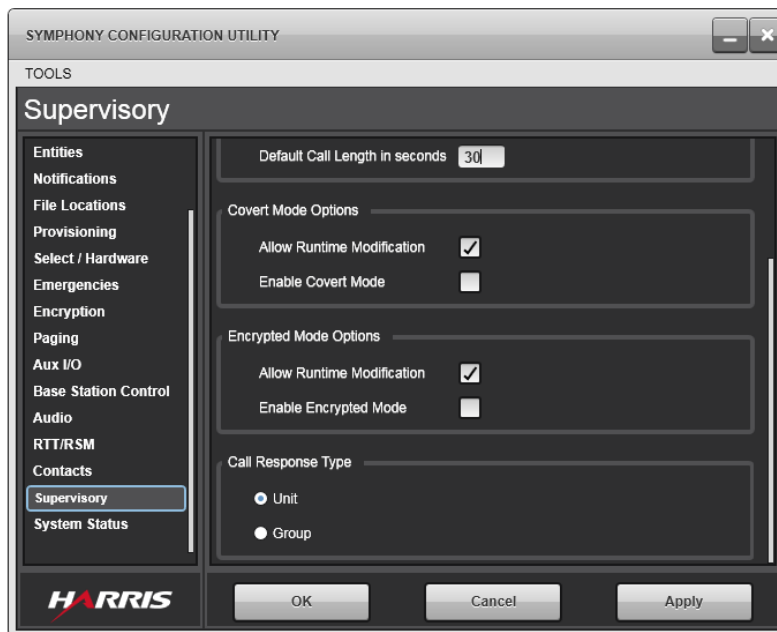 SYMPHONY CONFIGURATION UTILITY
TOOLS
Supervisory
Entities
Notifications
File Locations
Provisioning
Select / Hardware
Emergencies
Encryption
Paging
Aux I/O
Base Station Control
Audio
RTT/RSM
Contacts
Supervisory
System Status
Default Call Length in seconds 30
Covert Mode Options
Allow Runtime Modification
Enable Covert Mode
Encrypted Mode Options
Allow Runtime Modification
Enable Encrypted Mode
Call Response Type
Unit
Group
HARRIS
OK Cancel Apply